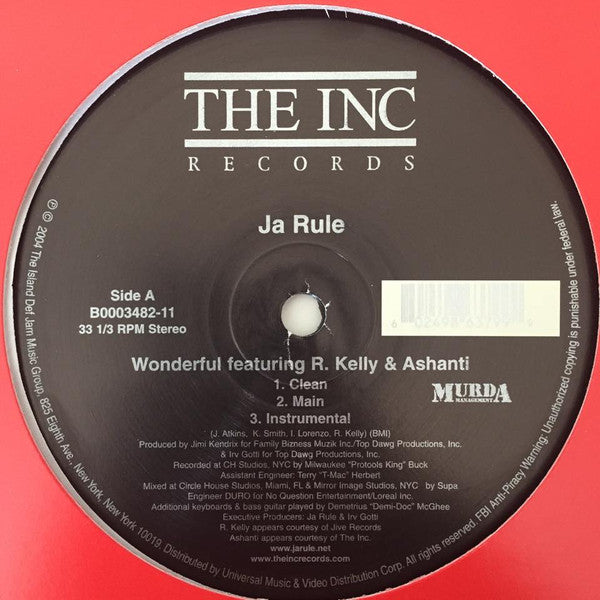 THE INC
RECORDS
Ja Rule
Side A
B0003482-11
33 1/3 RPM Stereo
Wonderful featuring R. Kelly & Ashanti
1. Clean
2. Main
3. Instrumental
MURDA
MANAGEMENT
(J. Atkins, K. Smith, I. Lorenzo, R. Kelly) (BMI)
Produced by Jimi Kendrix for Family Bizness Muzik Inc./Top Dawg Productions, Inc.
& Irv Gotti for Top Dawg Productions, Inc.
Recorded at CH Studios, NYC by Milwaukee "Protools King" Buck
Assistant Engineer: Terry "T-Mac" Herbert
Mixed at Circle House Studios, Miami, FL & Mirror Image Studios, NYC by Supa
Engineer DURO for No Question Entertainment/Loreal Inc.
Additional keyboards & bass guitar played by Demetrius "Demi-Doc" McGhee
Executive Producers: Ja Rule & Irv Gotti
R. Kelly appears courtesy of Jive Records
Ashanti appears courtesy of The Inc.
www.jarule.net
www.theincrecords.com
℗ © 2004 The Island Def Jam Music Group, 825 Eighth Ave., New York, New York 10019. Distributed by Universal Music & Video Distribution Corp. All rights reserved. FBI Anti-Piracy Warning: Unauthorized copying is punishable under federal law.